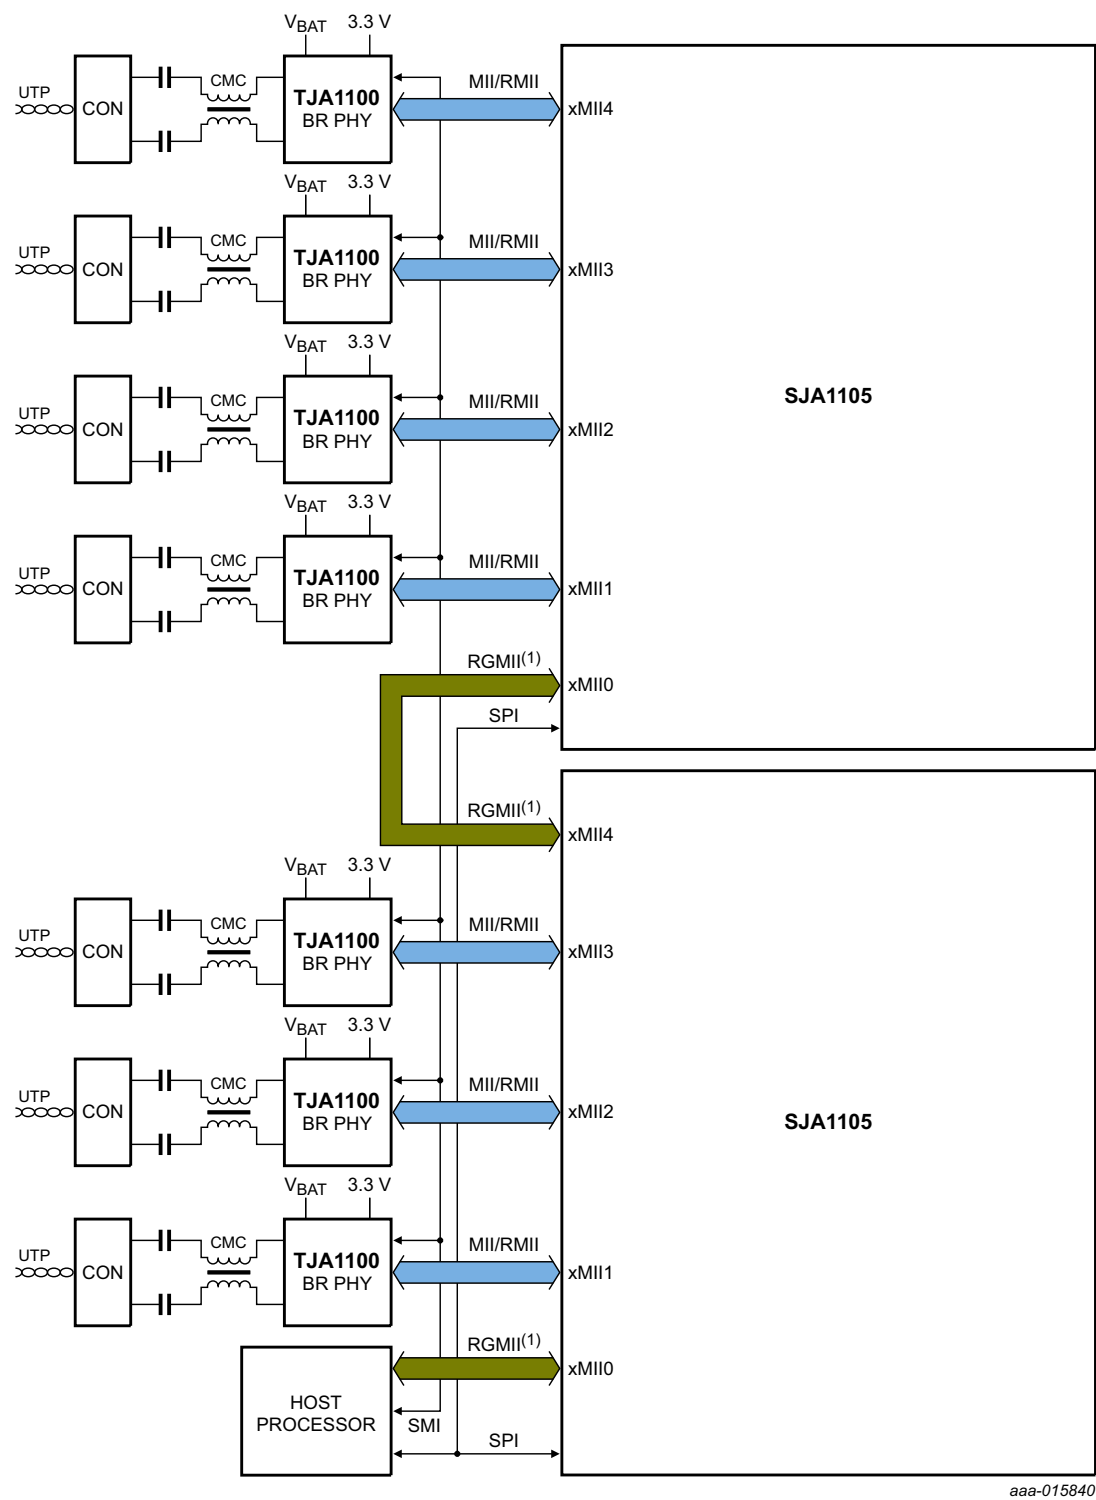 VBAT 3.3 V
UTP CON CMC TJA1100 BR PHY MII/RMII xMII4
VBAT 3.3 V
UTP CON CMC TJA1100 BR PHY MII/RMII xMII3
SJA1105
VBAT 3.3 V
UTP CON CMC TJA1100 BR PHY MII/RMII xMII2
VBAT 3.3 V
UTP CON CMC TJA1100 BR PHY MII/RMII xMII1
RGMII(1) xMII0
SPI
RGMII(1) xMII4
VBAT 3.3 V
UTP CON CMC TJA1100 BR PHY MII/RMII xMII3
VBAT 3.3 V
UTP CON CMC TJA1100 BR PHY MII/RMII xMII2
SJA1105
VBAT 3.3 V
UTP CON CMC TJA1100 BR PHY MII/RMII xMII1
RGMII(1) xMII0
HOST
PROCESSOR
SMI
SPI
aaa-015840